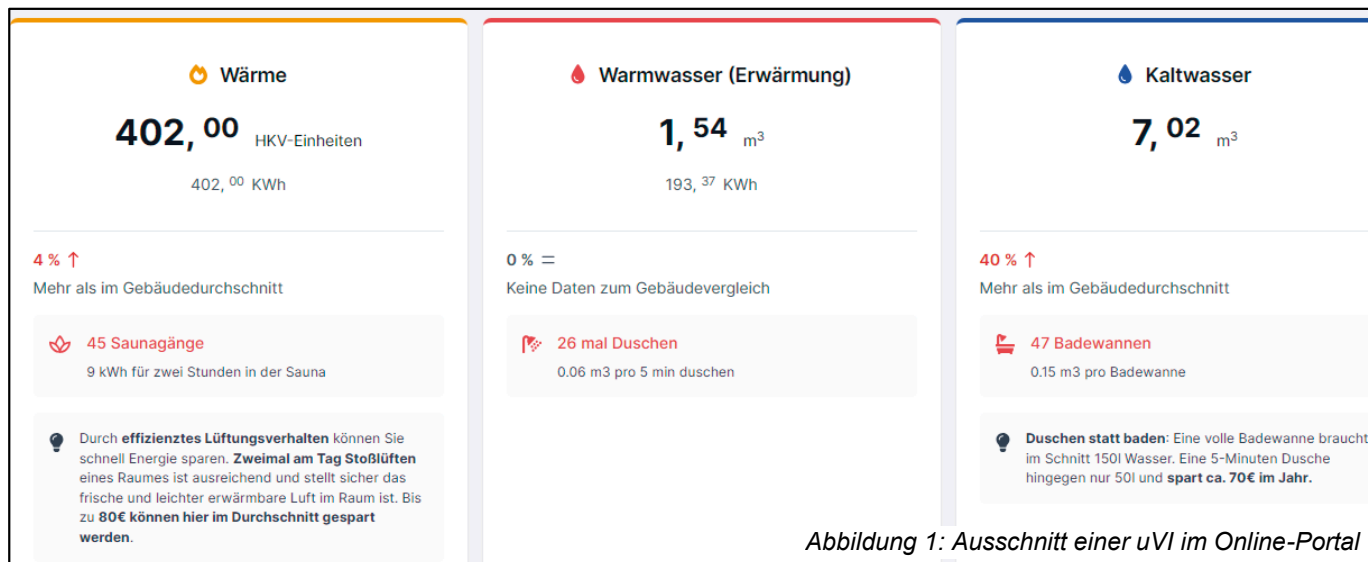 Wärme
402,00 HKV-Einheiten
402, 00 KWh
4 % ↑
Mehr als im Gebäudedurchschnitt
45 Saunagänge
9 kWh für zwei Stunden in der Sauna
Durch effizienztes Lüftungsverhalten können Sie
schnell Energie sparen. Zweimal am Tag Stoßlüften
eines Raumes ist ausreichend und stellt sicher das
frische und leichter erwärmbare Luft im Raum ist. Bis
zu 80€ können hier im Durchschnitt gespart
werden.
Warmwasser (Erwärmung)
1,54 m³
193, 37 KWh
0 % =
Keine Daten zum Gebäudevergleich
26 mal Duschen
0.06 m3 pro 5 min duschen
Kaltwasser
7,02 m³
40 % ↑
Mehr als im Gebäudedurchschnitt
47 Badewannen
0.15 m3 pro Badewanne
Duschen statt baden: Eine volle Badewanne braucht
im Schnitt 150l Wasser. Eine 5-Minuten Dusche
hingegen nur 50l und spart ca. 70€ im Jahr.
Abbildung 1: Ausschnitt einer uVI im Online-Portal